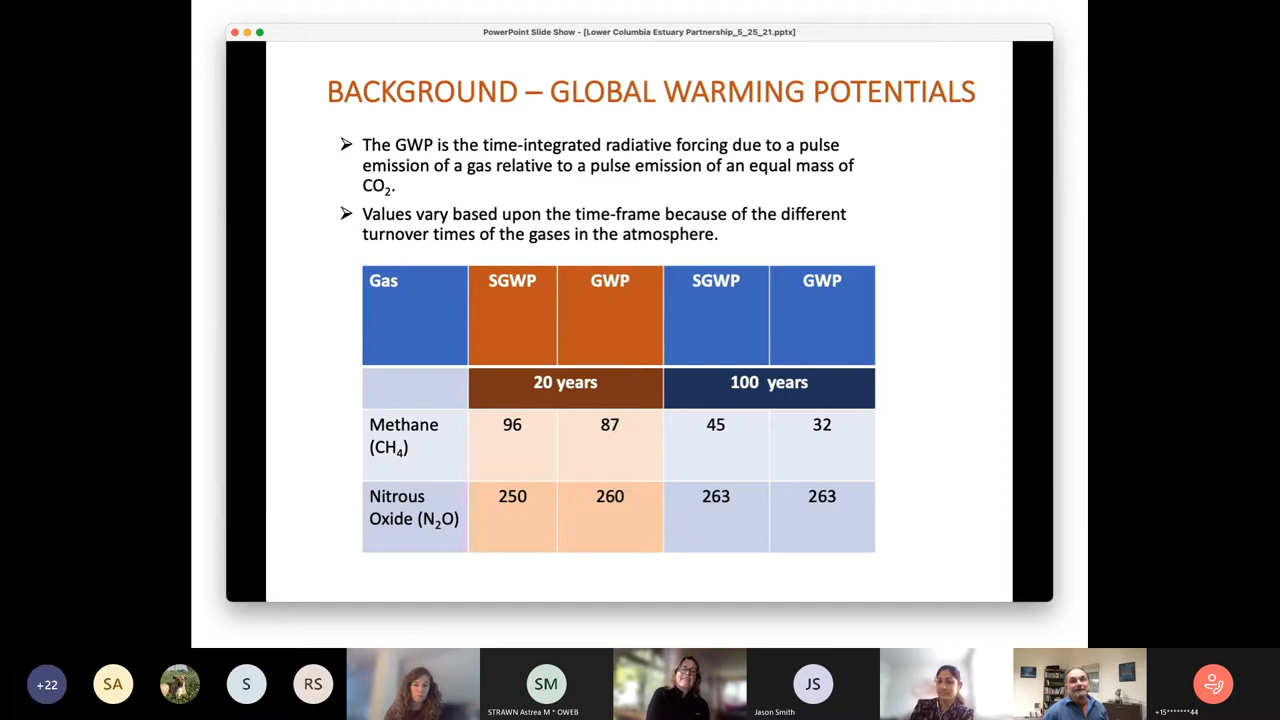 PowerPoint Slide Show - [Lower Columbia Estuary Partnership_5_25_21.pptx]
BACKGROUND – GLOBAL WARMING POTENTIALS
➢ The GWP is the time-integrated radiative forcing due to a pulse
emission of a gas relative to a pulse emission of an equal mass of
CO₂.
➢ Values vary based upon the time-frame because of the different
turnover times of the gases in the atmosphere.
Gas SGWP GWP SGWP GWP
20 years 100 years
Methane 96 87 45 32
(CH₄)
Nitrous 250 260 263 263
Oxide (N₂O)
+22
SA
S
RS
SM
STRAWN Astrea M * OWEB
JS
Jason Smith
+15*******44